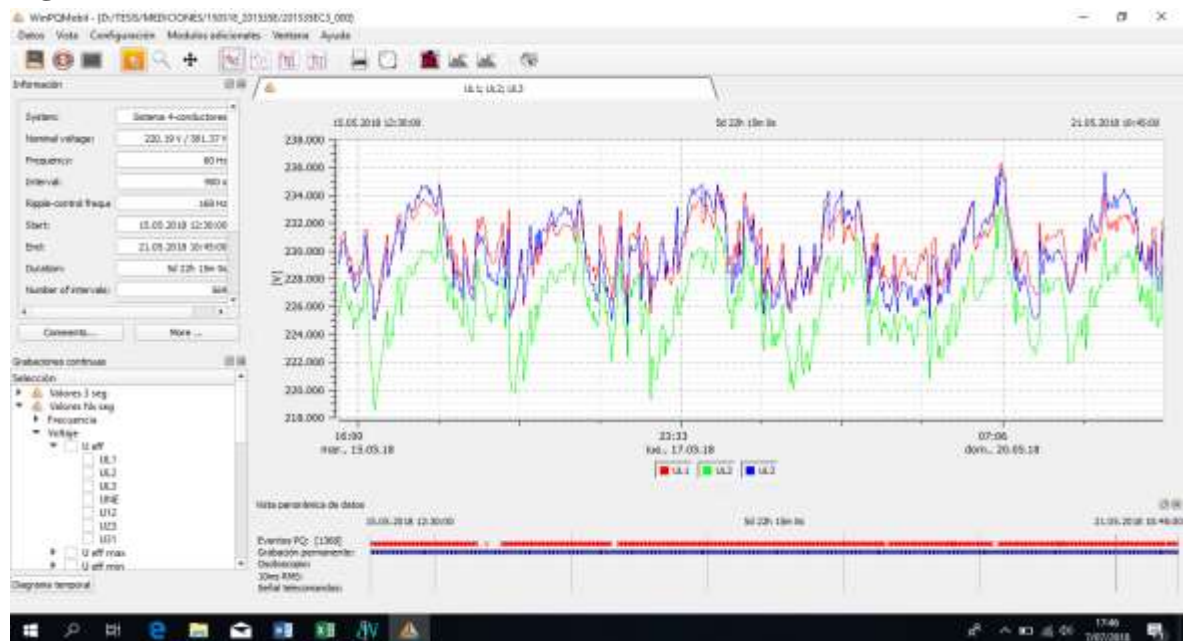 WinPQMobil - [D:/TESIS/MEDICIONES/150518_
Datos Vista Configuración Modulos adicionales Ventana Ayuda
Información
UL1; UL2; UL3
System: Sistema 4-conductores
Nominal voltage: 220.19 V / 381.37 V
Frequency: 60 Hz
Interval: 900 s
Ripple-control freque 168 Hz
Start: 15.05.2018 12:30:00
End: 21.05.2018 10:45:00
Duration: 5d 22h 15m 0s
Number of intervals:
Comments... More ...
15.05.2018 12:30:00 5d 22h 15m 0s 21.05.2018 10:45:00
238.000
236.000
234.000
232.000
230.000
[V]
228.000
226.000
224.000
222.000
220.000
218.000
16:00 23:33 07:06
mar., 15.05.18 jue., 17.05.18 dom., 20.05.18
UL1 UL2 UL3
Grabaciones continuas
Selección
Valores 3 seg
Valores Nx seg
Frecuencia
Voltaje
U eff
UL1
UL2
UL3
UNE
U12
U23
U31
U eff max
U eff min
Diagrama temporal
Vista panorámica de datos
15.05.2018 12:30:00 5d 22h 15m 0s 21.05.2018 10:45:00
Eventos PQ: [1368]
Grabación permanente:
Osciloscopio:
10ms RMS:
Señal telecomandos:
17:46
7/07/2018